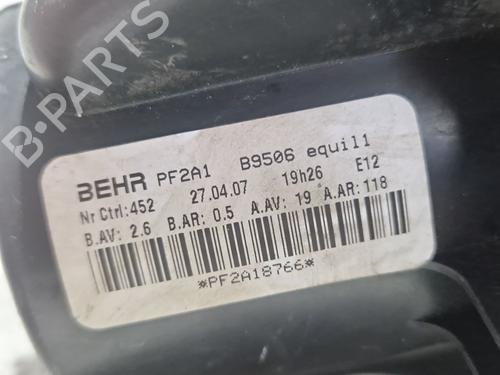 BEHR PF2A1 B9506 equil1
Nr Ctrl:452 27.04.07 19h26 E12
B.AV: 2.6 B.AR: 0.5 A.AV: 19 A.AR: 118
*PF2A18766*
B-PARTS